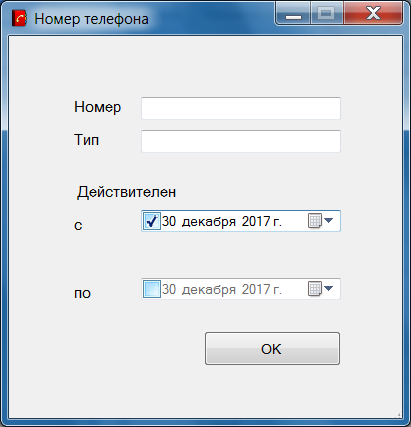 Номер телефона
Номер
Тип
Действителен
с 30 декабря 2017 г.
по 30 декабря 2017 г.
OK